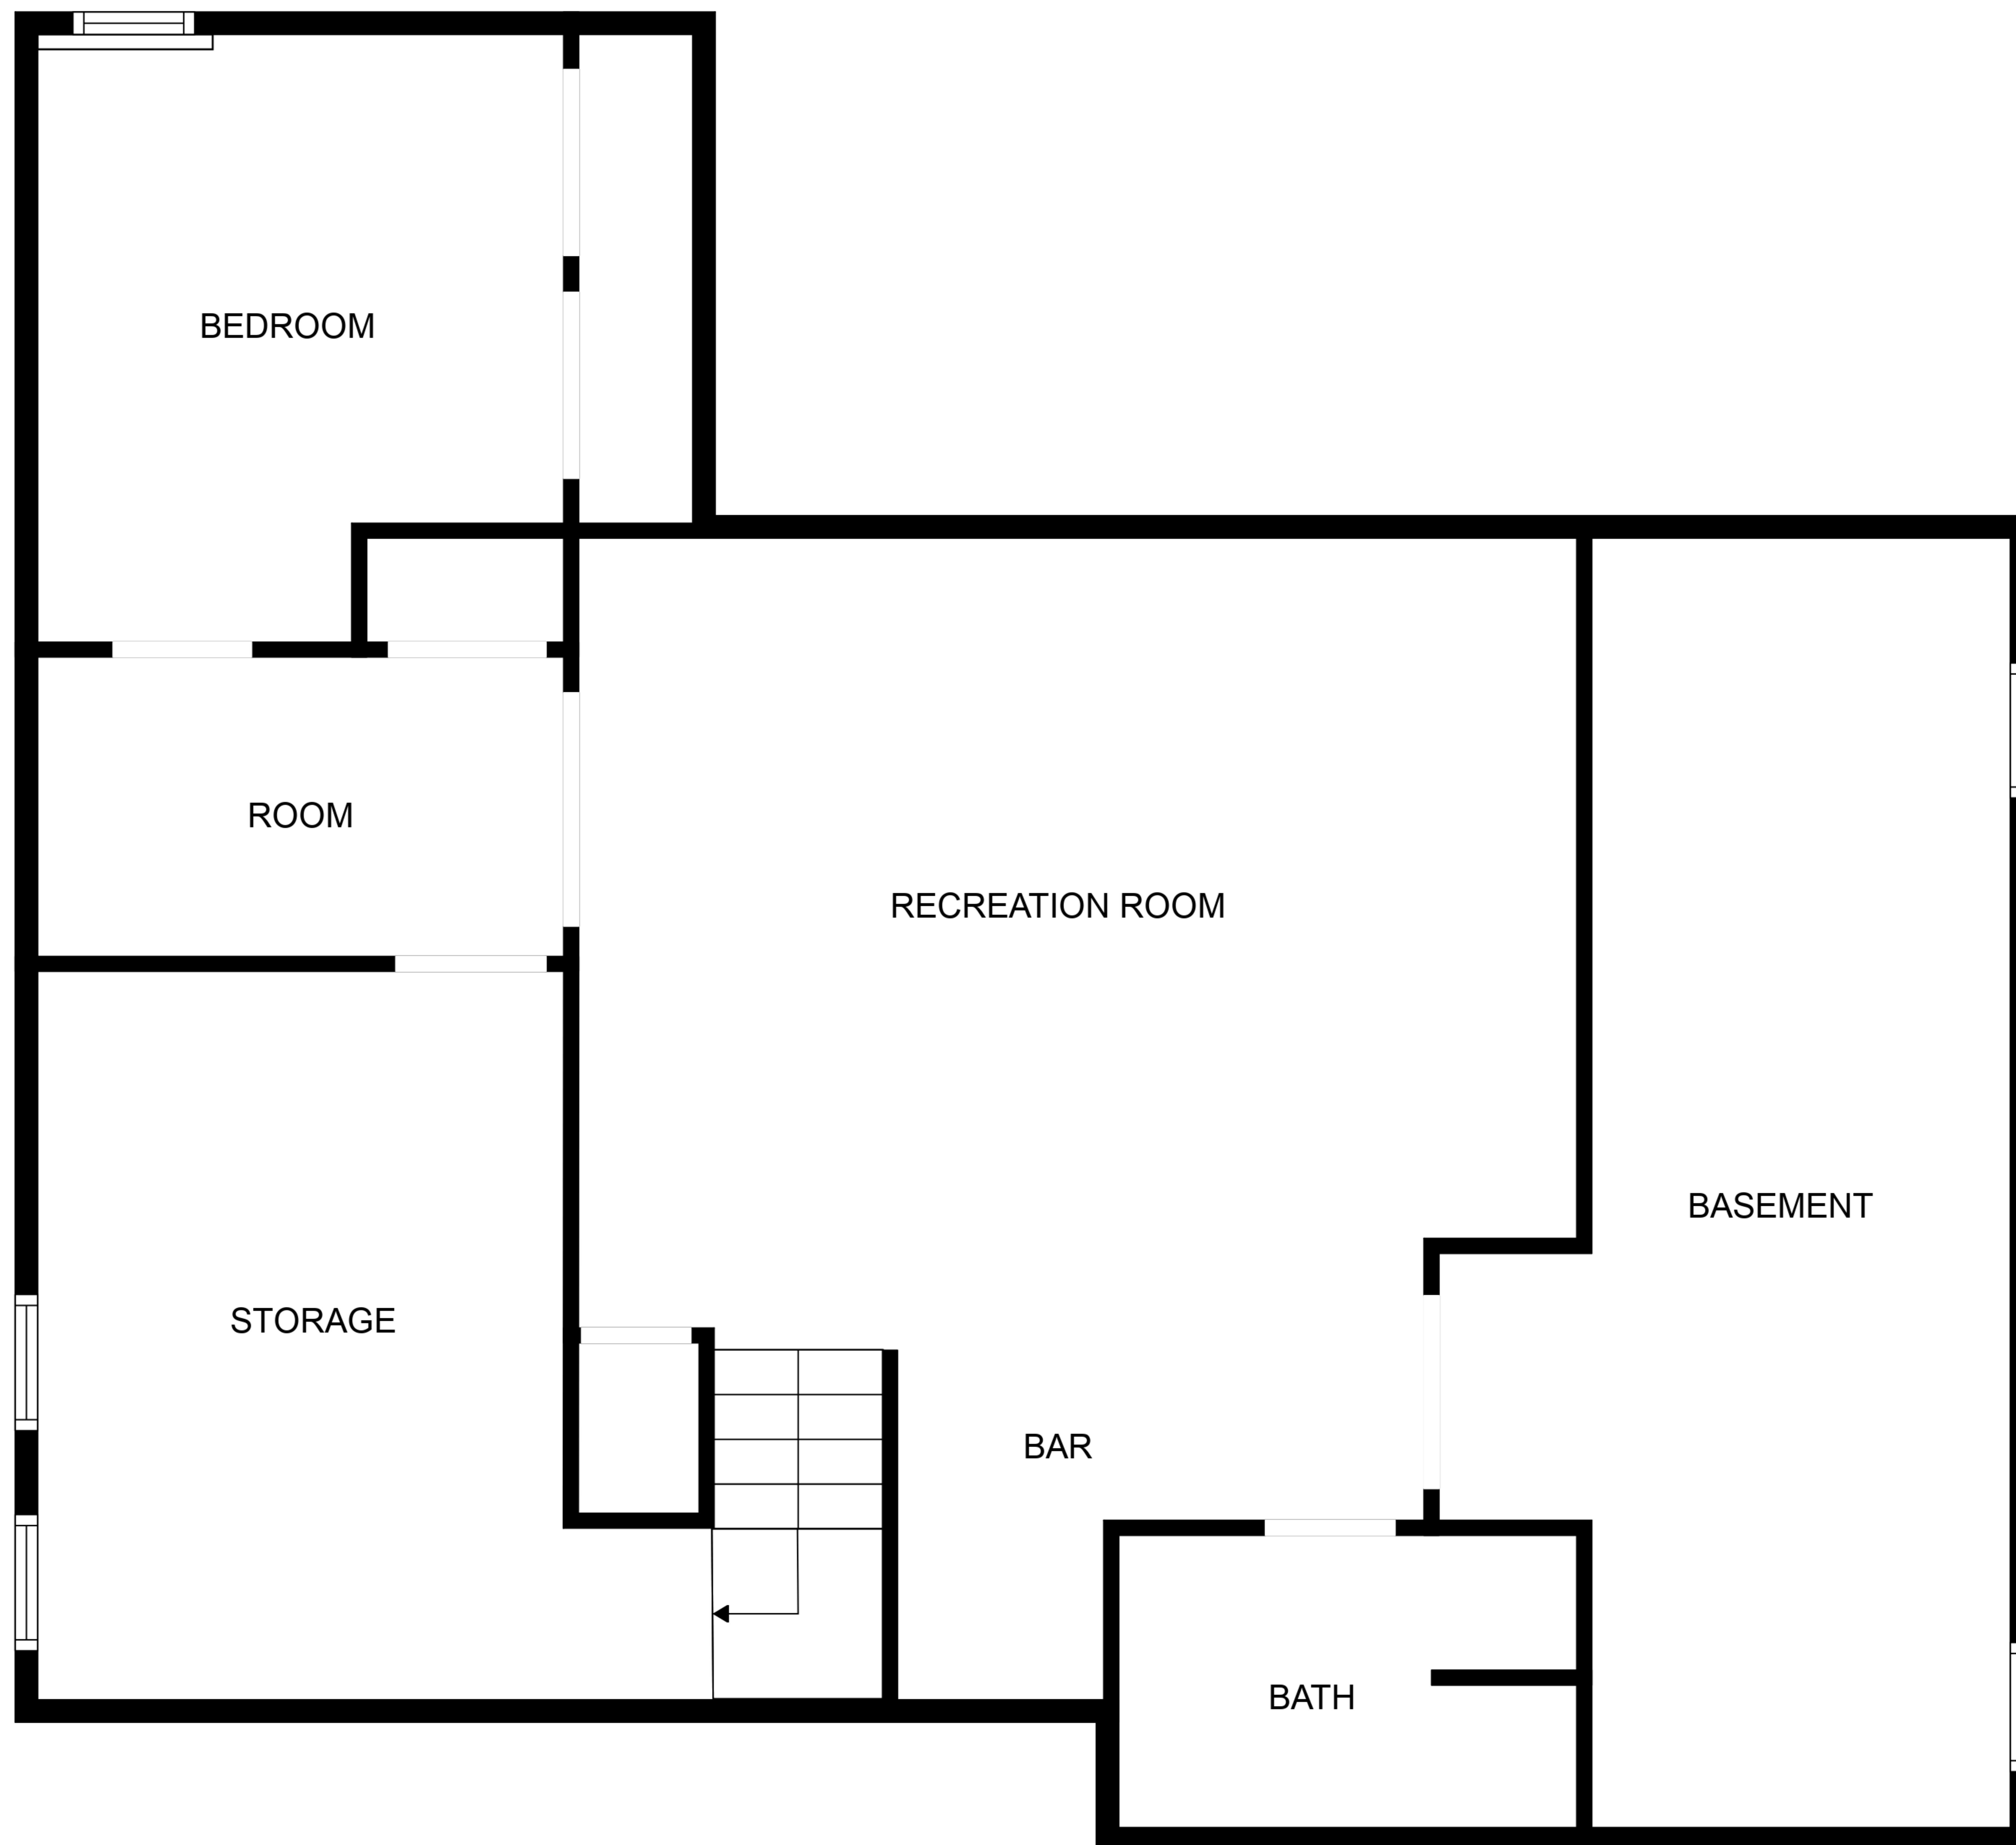 BEDROOM
ROOM
RECREATION ROOM
BASEMENT
STORAGE
BAR
BATH